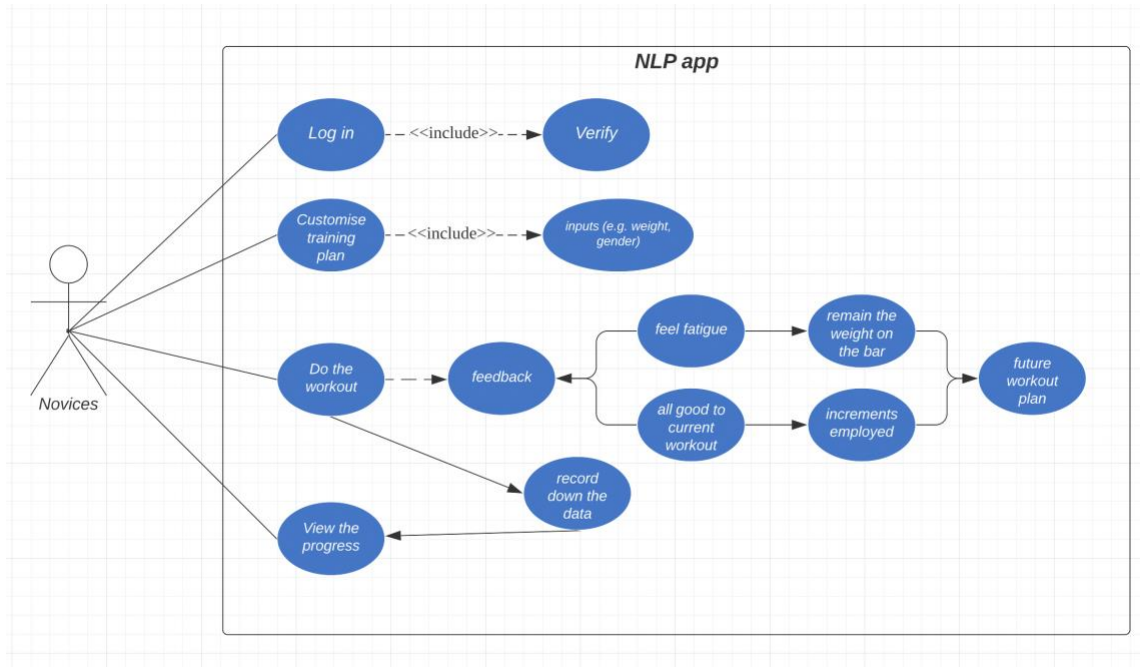 NLP app
Log in
<<include>>
Verify
Customise
training
plan
<<include>>
inputs (e.g. weight,
gender)
Novices
Do the
workout
feedback
feel fatigue
remain the
weight on
the bar
all good to
current
workout
increments
employed
future
workout
plan
record
down the
data
View the
progress